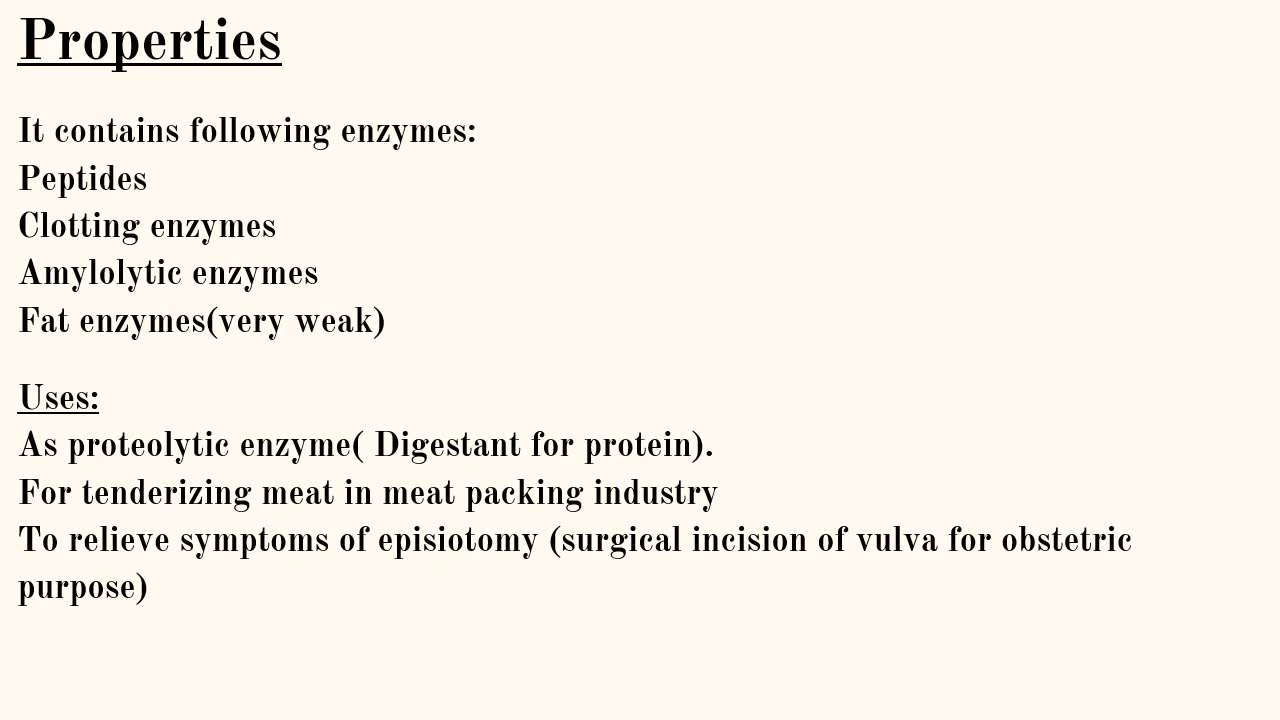 Properties
It contains following enzymes:
Peptides
Clotting enzymes
Amylolytic enzymes
Fat enzymes(very weak)
Uses:
As proteolytic enzyme( Digestant for protein).
For tenderizing meat in meat packing industry
To relieve symptoms of episiotomy (surgical incision of vulva for obstetric
purpose)